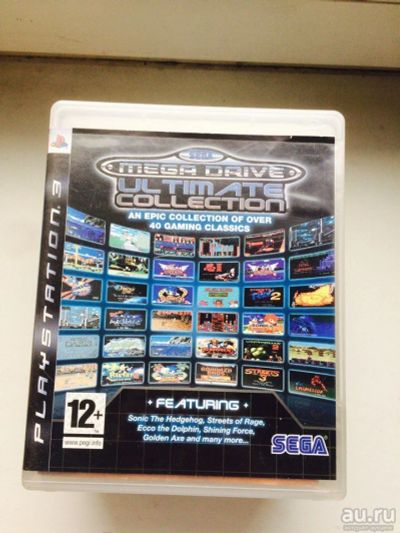 PLAYSTATION 3
SEGA
MEGA DRIVE
ULTIMATE
COLLECTION
AN EPIC COLLECTION OF OVER
40 GAMING CLASSICS
• FEATURING •
Sonic The Hedgehog, Streets of Rage,
Ecco the Dolphin, Shining Force,
Golden Axe and many more...
12+
www.pegi.info
SEGA
au.ru